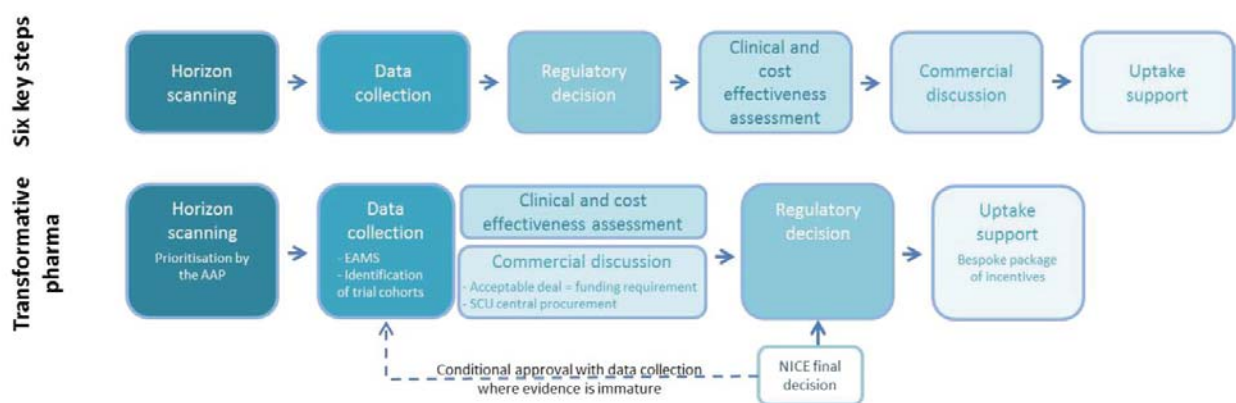 Six key steps
Horizon
scanning
Data
collection
Regulatory
decision
Clinical and
cost
effectiveness
assessment
Commercial
discussion
Uptake
support
Transformative
pharma
Horizon
scanning
Prioritisation by
the AAP
Data
collection
- EAMS
- Identification
of trial cohorts
Clinical and cost
effectiveness assessment
Commercial discussion
- Acceptable deal = funding requirement
- SCU central procurement
Regulatory
decision
Uptake
support
Bespoke package
of incentives
Conditional approval with data collection
where evidence is immature
NICE final
decision